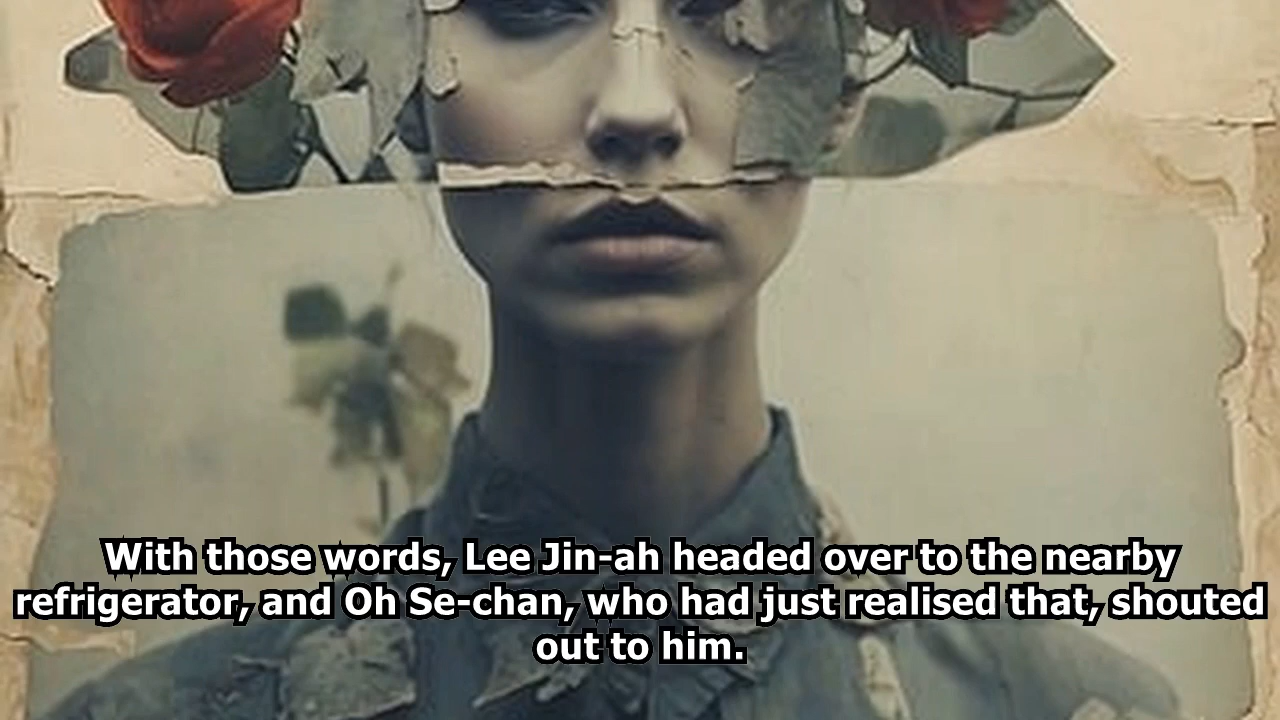 With those words, Lee Jin-ah headed over to the nearby
refrigerator, and Oh Se-chan, who had just realised that, shouted
out to him.